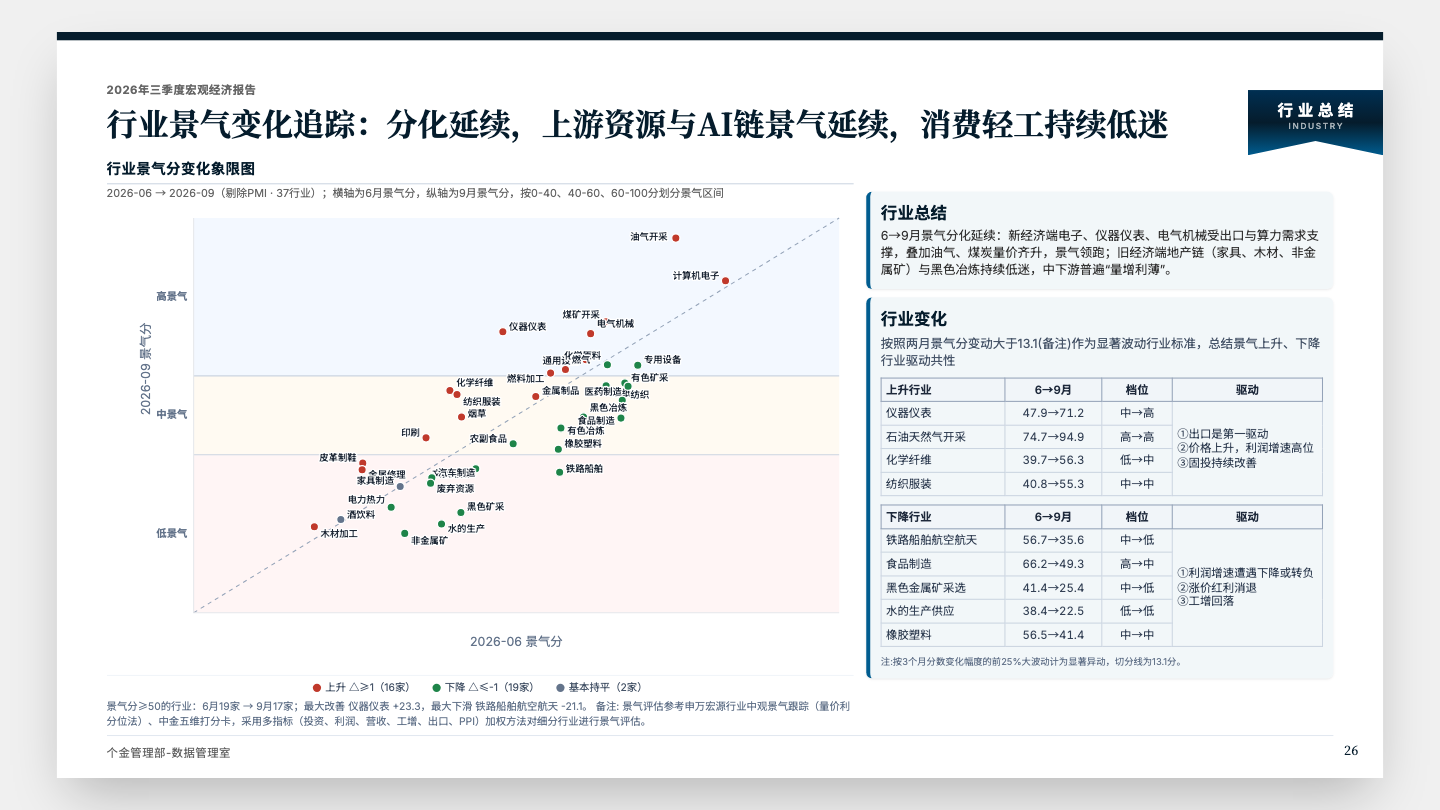 2026年三季度宏观经济报告
行业景气变化追踪：分化延续，上游资源与AI链景气延续，消费轻工持续低迷
行业总结
INDUSTRY
行业景气分变化象限图
2026-06 → 2026-09（剔除PMI · 37行业）；横轴为6月景气分，纵轴为9月景气分，按0-40、40-60、60-100分划分景气区间
2026-09 景气分
高景气
中景气
低景气
油气开采
计算机电子
煤矿开采
电气机械
仪器仪表
通用设
燃气
专用设备
燃料加工
有色矿采
化学纤维
金属制品
医药制造
纺织
纺织服装
黑色冶炼
烟草
食品制造
印刷
有色冶炼
农副食品
橡胶塑料
皮革制鞋
金属修理
汽车制造
铁路船舶
家具制造
废弃资源
电力热力
黑色矿采
酒饮料
水的生产
木材加工
非金属矿
2026-06 景气分
上升 △≥1（16家）
下降 △≤-1（19家）
基本持平（2家）
景气分≥50的行业：6月19家 → 9月17家；最大改善 仪器仪表 +23.3，最大下滑 铁路船舶航空航天 -21.1。 备注: 景气评估参考申万宏源行业中观景气跟踪（量价利
分位法）、中金五维打分卡，采用多指标（投资、利润、营收、工增、出口、PPI）加权方法对细分行业进行景气评估。
行业总结
6→9月景气分化延续：新经济端电子、仪器仪表、电气机械受出口与算力需求支
撑，叠加油气、煤炭量价齐升，景气领跑；旧经济端地产链（家具、木材、非金
属矿）与黑色冶炼持续低迷，中下游普遍“量增利薄”。
行业变化
按照两月景气分变动大于13.1(备注)作为显著波动行业标准，总结景气上升、下降
行业驱动共性
上升行业 6→9月 档位 驱动
仪器仪表 47.9→71.2 中→高
石油天然气开采 74.7→94.9 高→高
化学纤维 39.7→56.3 低→中
纺织服装 40.8→55.3 中→中
①出口是第一驱动
②价格上升，利润增速高位
③固投持续改善
下降行业 6→9月 档位 驱动
铁路船舶航空航天 56.7→35.6 中→低
食品制造 66.2→49.3 高→中
黑色金属矿采选 41.4→25.4 中→低
水的生产供应 38.4→22.5 低→低
橡胶塑料 56.5→41.4 中→中
①利润增速遭遇下降或转负
②涨价红利消退
③工增回落
注:按3个月分数变化幅度的前25%大波动计为显著异动，切分线为13.1分。
个金管理部-数据管理室
26